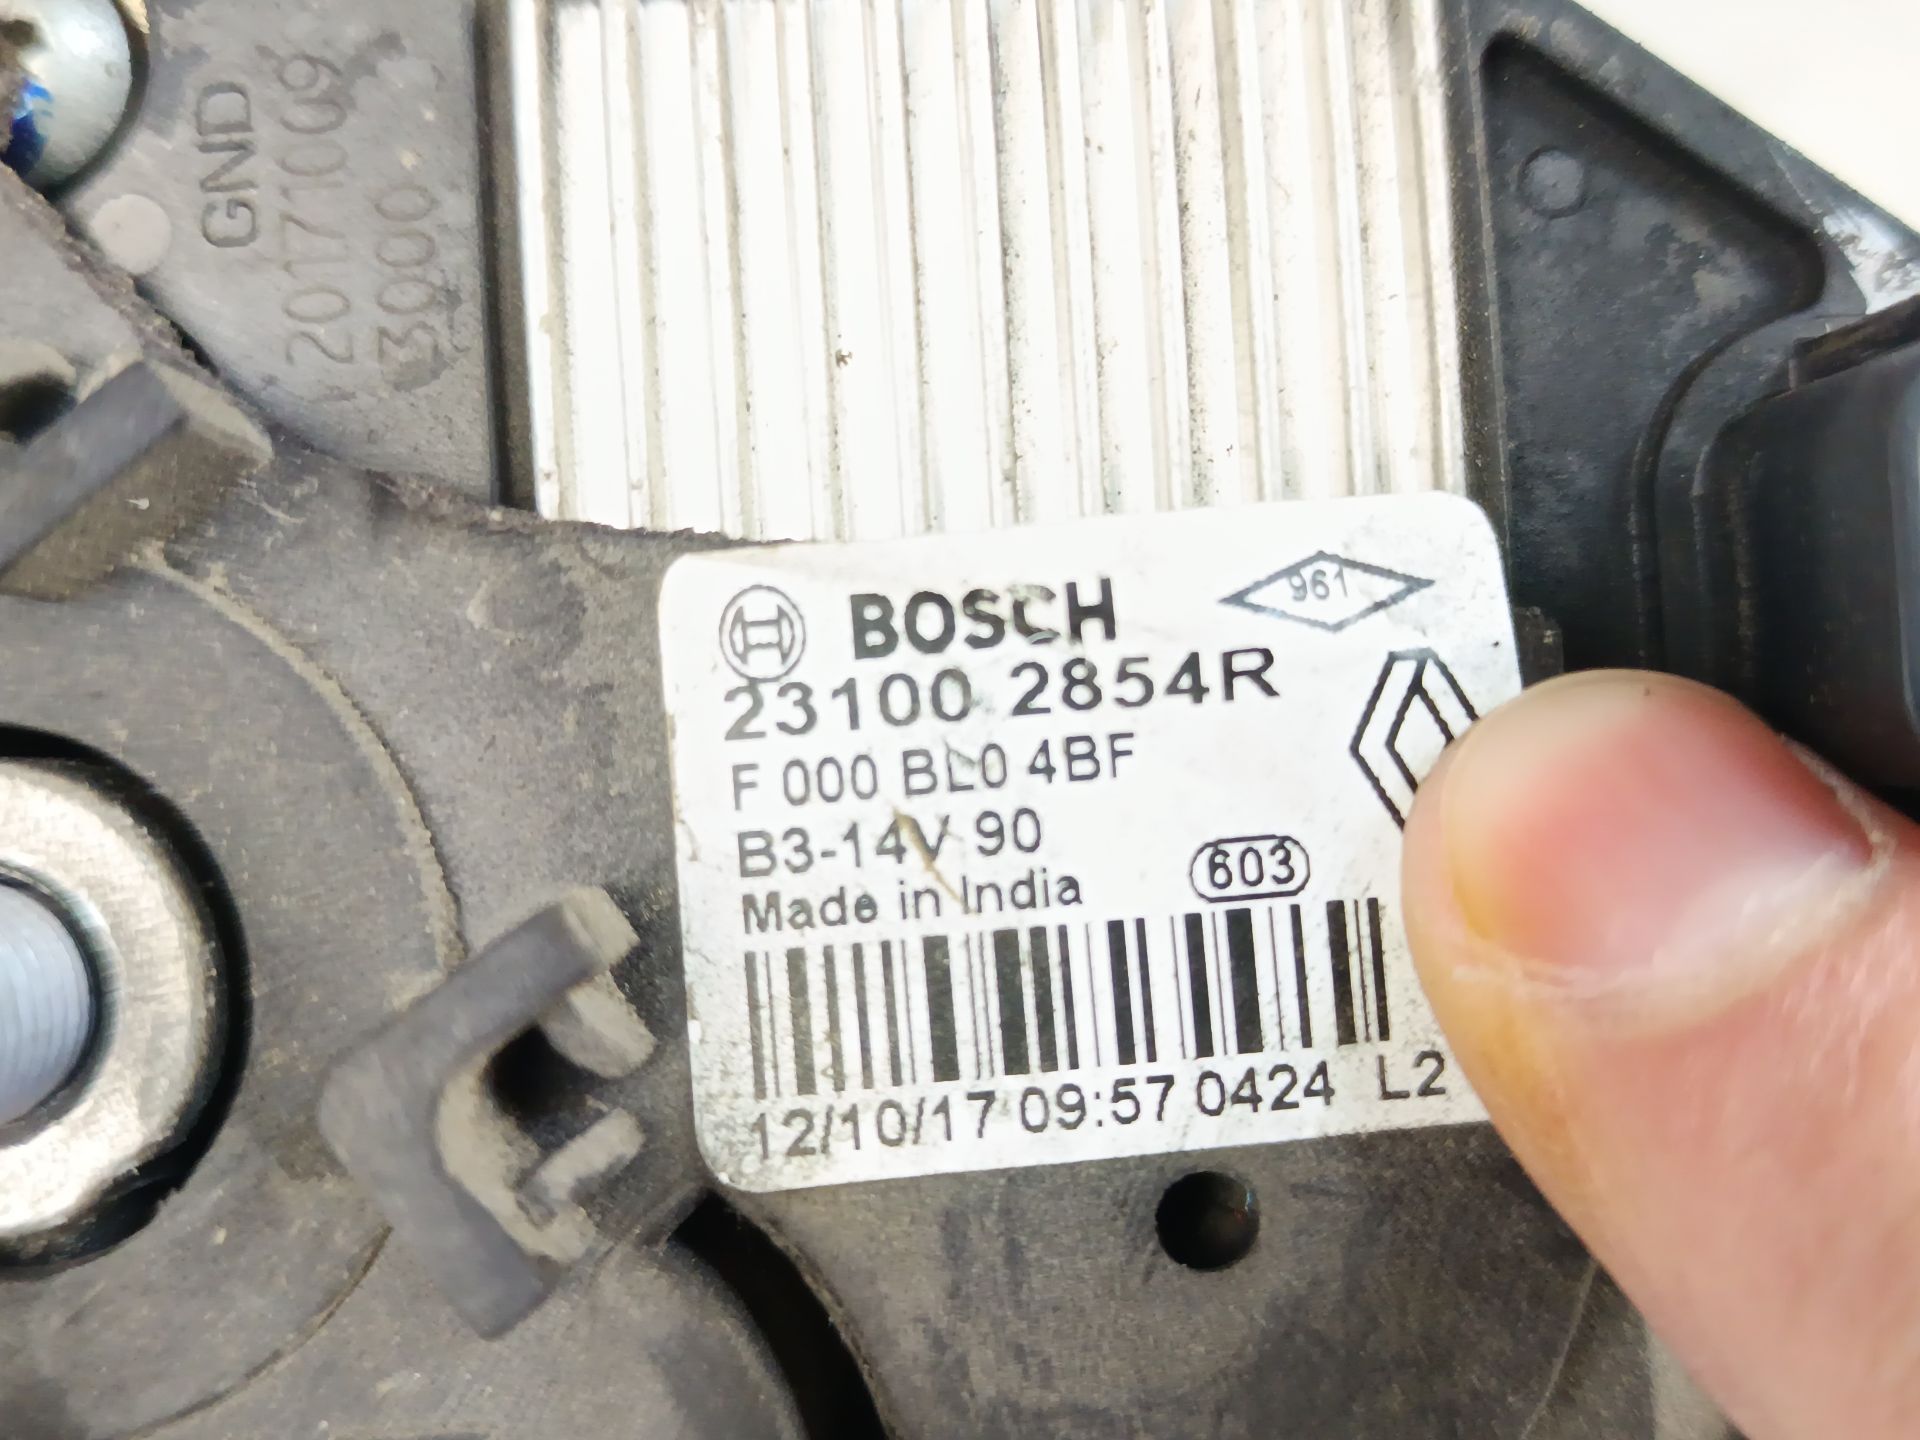 GND
20171009
13000
BOSCH
961
23100 2854R
F 000 BL0 4BF
B3-14V 90
Made in India
603
12/10/17 09:57 0424 L2